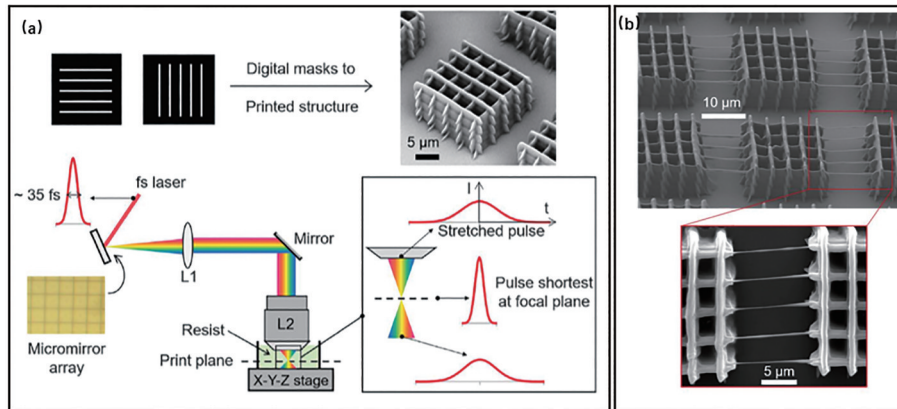 (a)
Digital masks to
Printed structure
5 µm
fs laser
~ 35 fs
L1
Mirror
Micromirror
array
Resist
Print plane
L2
X-Y-Z stage
I
t
Stretched pulse
Pulse shortest
at focal plane
(b)
10 µm
5 µm